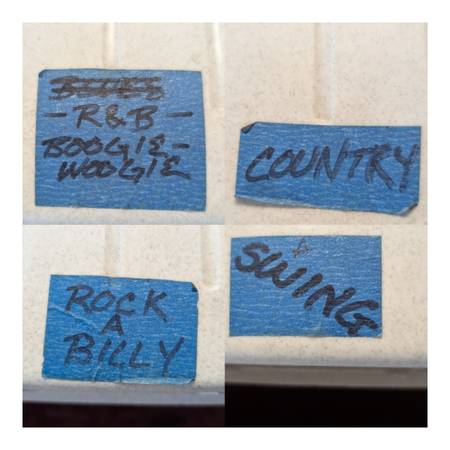 - R&B -
BOOGIE-
WOOGIE
COUNTRY
ROCK
A
BILLY
SWING